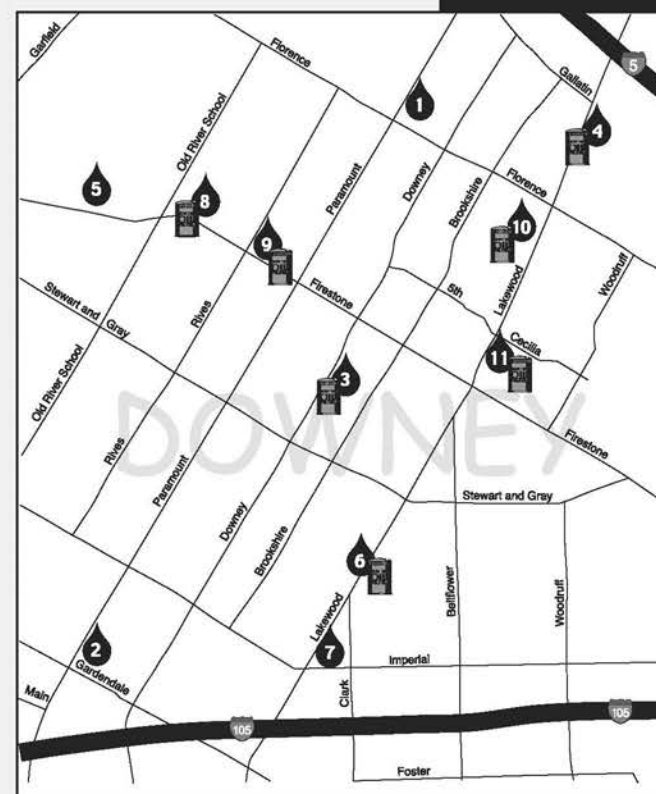 Garfield
Florence
5
Gallatin
1
4
Old River School
Paramount
Downey
Brookshire
Florence
5
8
10
9
Woodruff
Lakewood
Firestone
5th
Stewart and Gray
Rives
Cecilia
11
3
Old River School
DOWNEY
Firestone
Rives
Paramount
Stewart and Gray
Downey
Brookshire
6
Bellflower
Woodruff
Lakewood
2
7
Imperial
Gardendale
Main
Clark
105
105
Foster